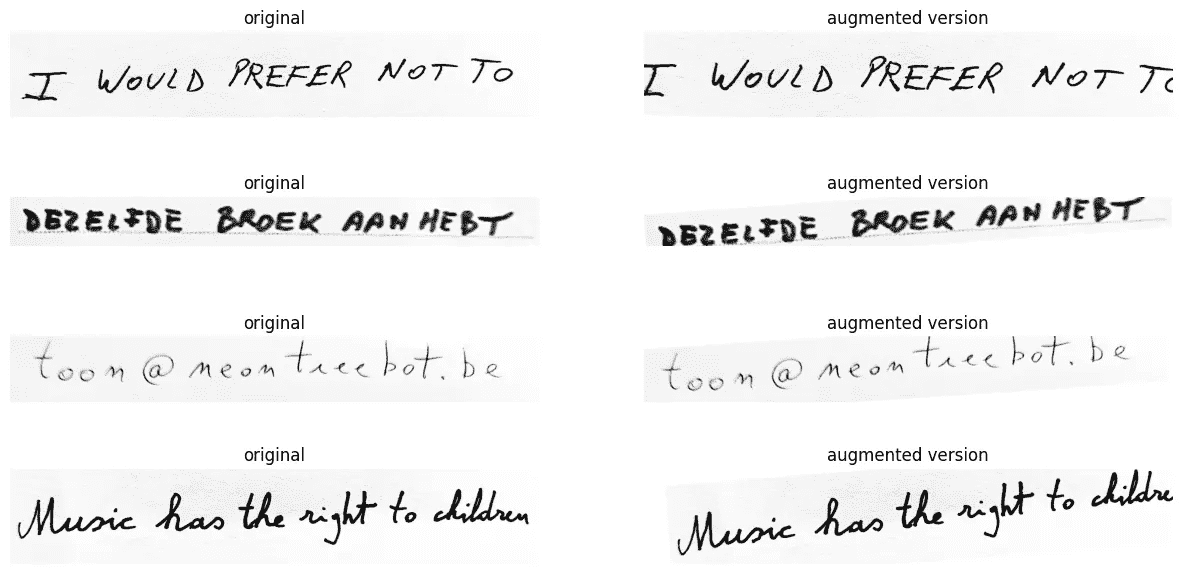 original
augmented version
I WOULD PREFER NOT TO
I WOULD PREFER NOT TO
original
augmented version
DEZELFDE BROEK AAN HEBT
DEZELFDE BROEK AAN HEBT
original
augmented version
toon@neontreebot.be
toon@neontreebot.be
original
augmented version
Music has the right to children
Music has the right to childre